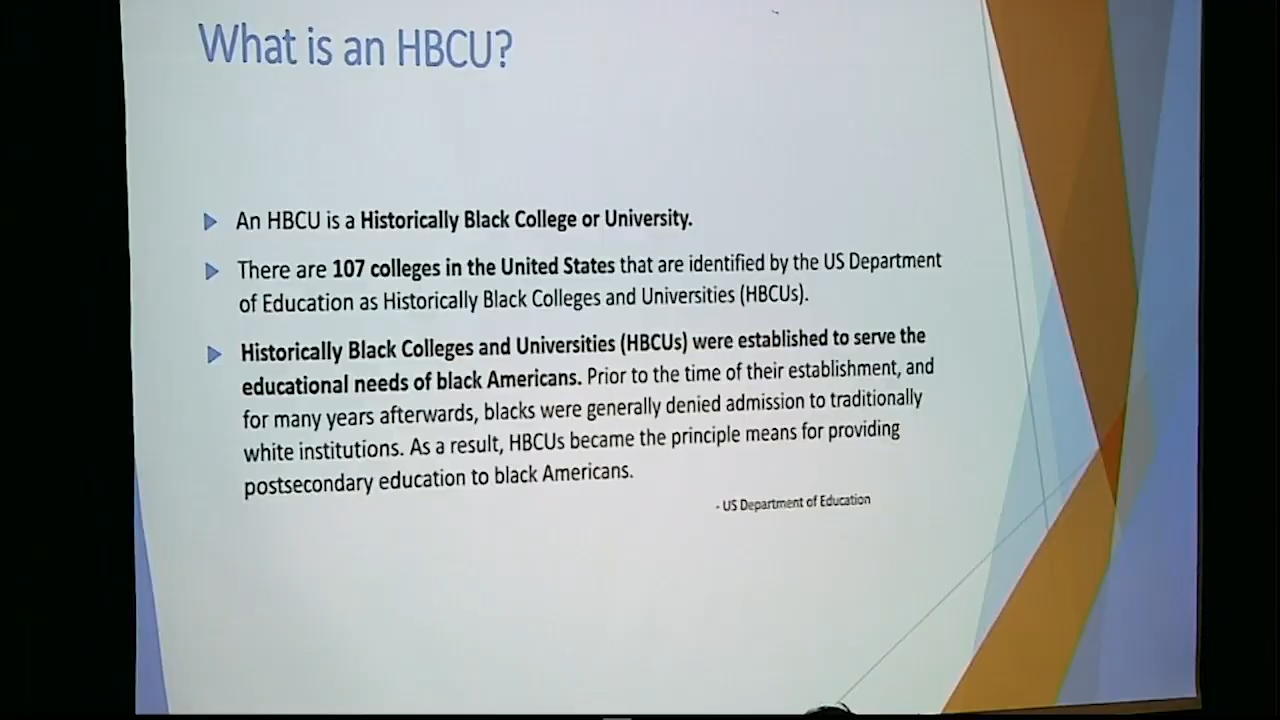 What is an HBCU?
An HBCU is a Historically Black College or University.
There are 107 colleges in the United States that are identified by the US Department
of Education as Historically Black Colleges and Universities (HBCUs).
Historically Black Colleges and Universities (HBCUs) were established to serve the
educational needs of black Americans. Prior to the time of their establishment, and
for many years afterwards, blacks were generally denied admission to traditionally
white institutions. As a result, HBCUs became the principle means for providing
postsecondary education to black Americans.
- US Department of Education